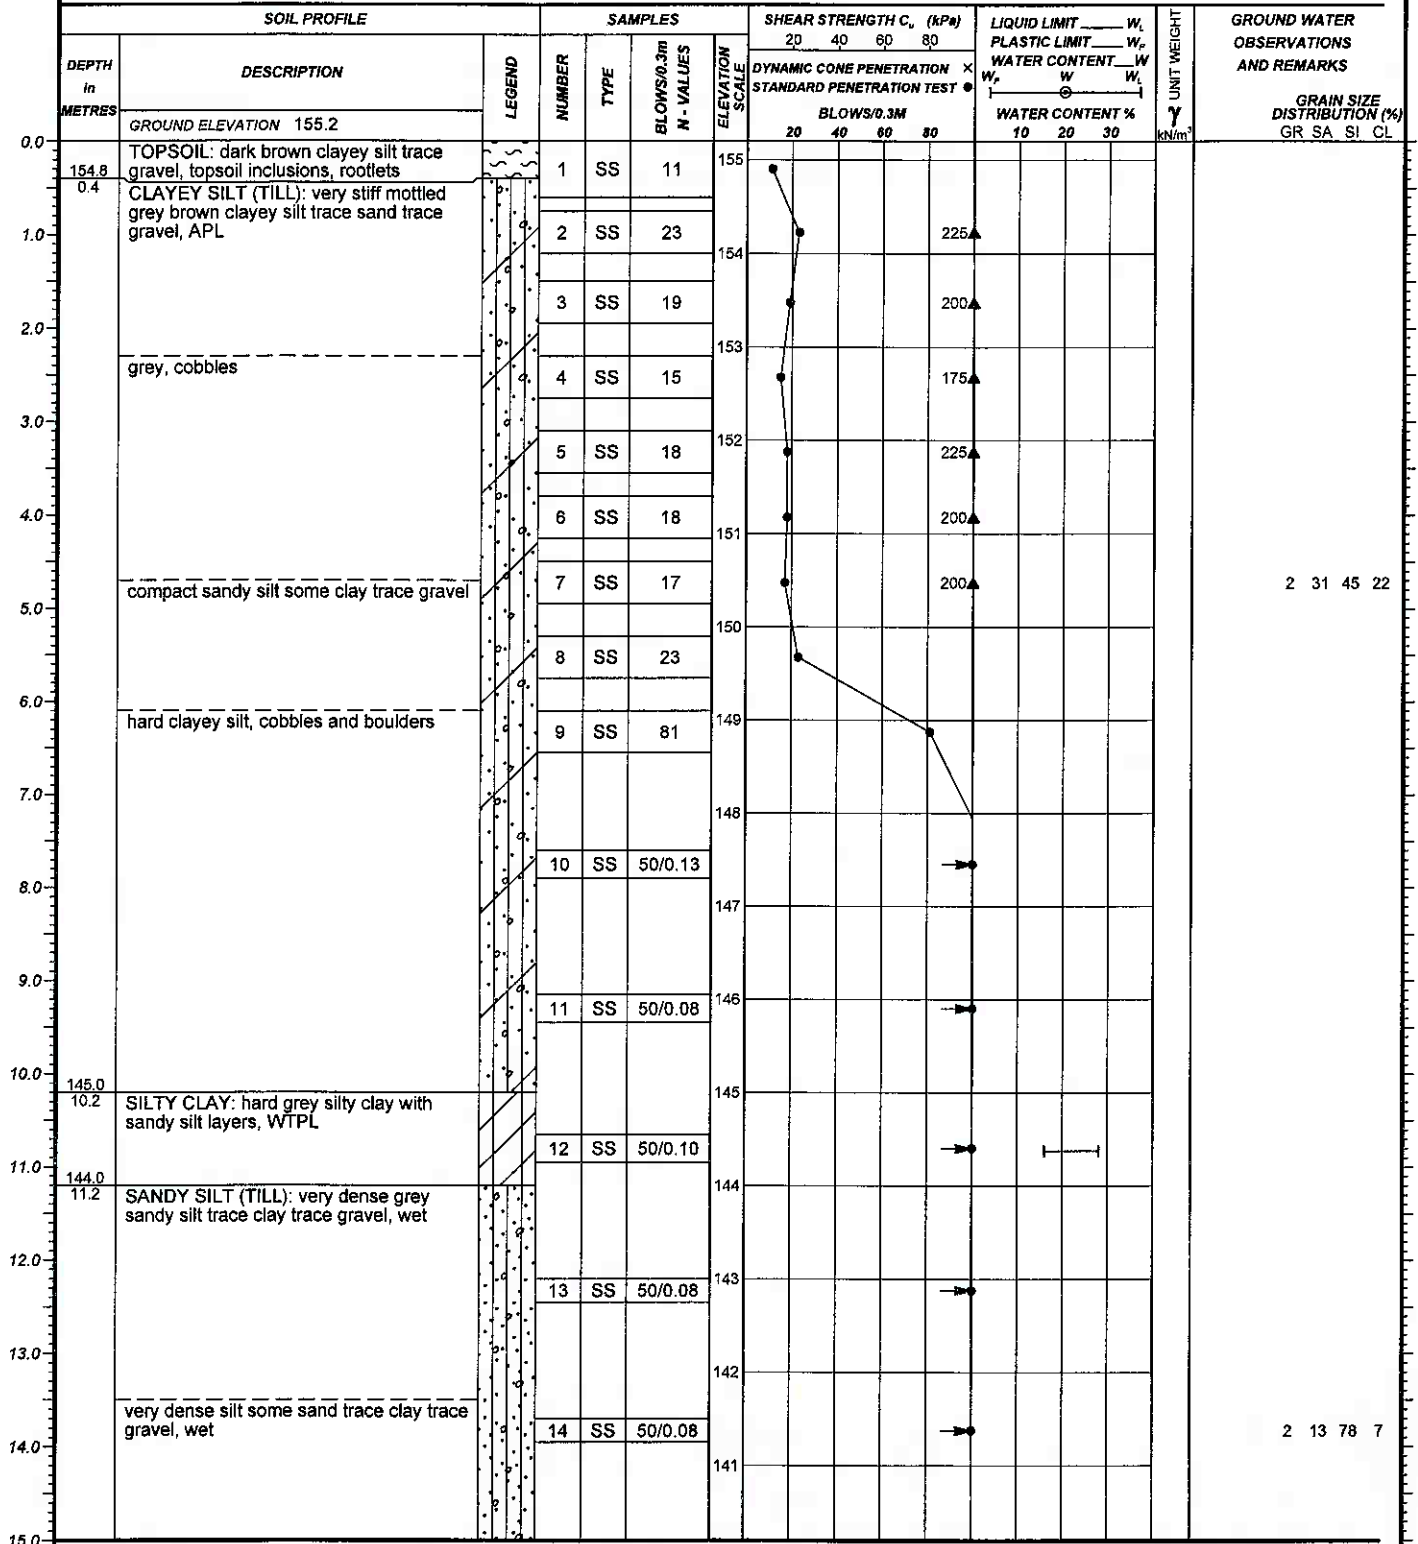 SOIL PROFILE
SAMPLES
SHEAR STRENGTH Cu (kPa)
20 40 60 80
DYNAMIC CONE PENETRATION ×
STANDARD PENETRATION TEST ●
BLOWS/0.3M
20 40 60 80
LIQUID LIMIT ____ WL
PLASTIC LIMIT ____ WP
WATER CONTENT __ W
WP W WL
WATER CONTENT %
10 20 30
UNIT WEIGHT
γ
kN/m³
GROUND WATER
OBSERVATIONS
AND REMARKS
GRAIN SIZE
DISTRIBUTION (%)
GR SA SI CL
DEPTH
in
METRES
DESCRIPTION
LEGEND
NUMBER
TYPE
BLOWS/0.3m
N - VALUES
ELEVATION
SCALE
GROUND ELEVATION 155.2
0.0
TOPSOIL: dark brown clayey silt trace
gravel, topsoil inclusions, rootlets
1 SS 11
155
154.8
0.4
CLAYEY SILT (TILL): very stiff mottled
grey brown clayey silt trace sand trace
gravel, APL
1.0
2 SS 23
225
154
3 SS 19
200
2.0
153
grey, cobbles
4 SS 15
175
3.0
152
5 SS 18
225
4.0
6 SS 18
200
151
compact sandy silt some clay trace gravel
7 SS 17
200
2 31 45 22
5.0
150
8 SS 23
6.0
hard clayey silt, cobbles and boulders
149
9 SS 81
7.0
148
10 SS 50/0.13
8.0
147
9.0
146
11 SS 50/0.08
10.0
145.0
145
10.2
SILTY CLAY: hard grey silty clay with
sandy silt layers, WTPL
12 SS 50/0.10
11.0
144.0
144
11.2
SANDY SILT (TILL): very dense grey
sandy silt trace clay trace gravel, wet
12.0
143
13 SS 50/0.08
13.0
142
very dense silt some sand trace clay trace
gravel, wet
14 SS 50/0.08
2 13 78 7
14.0
141
15.0